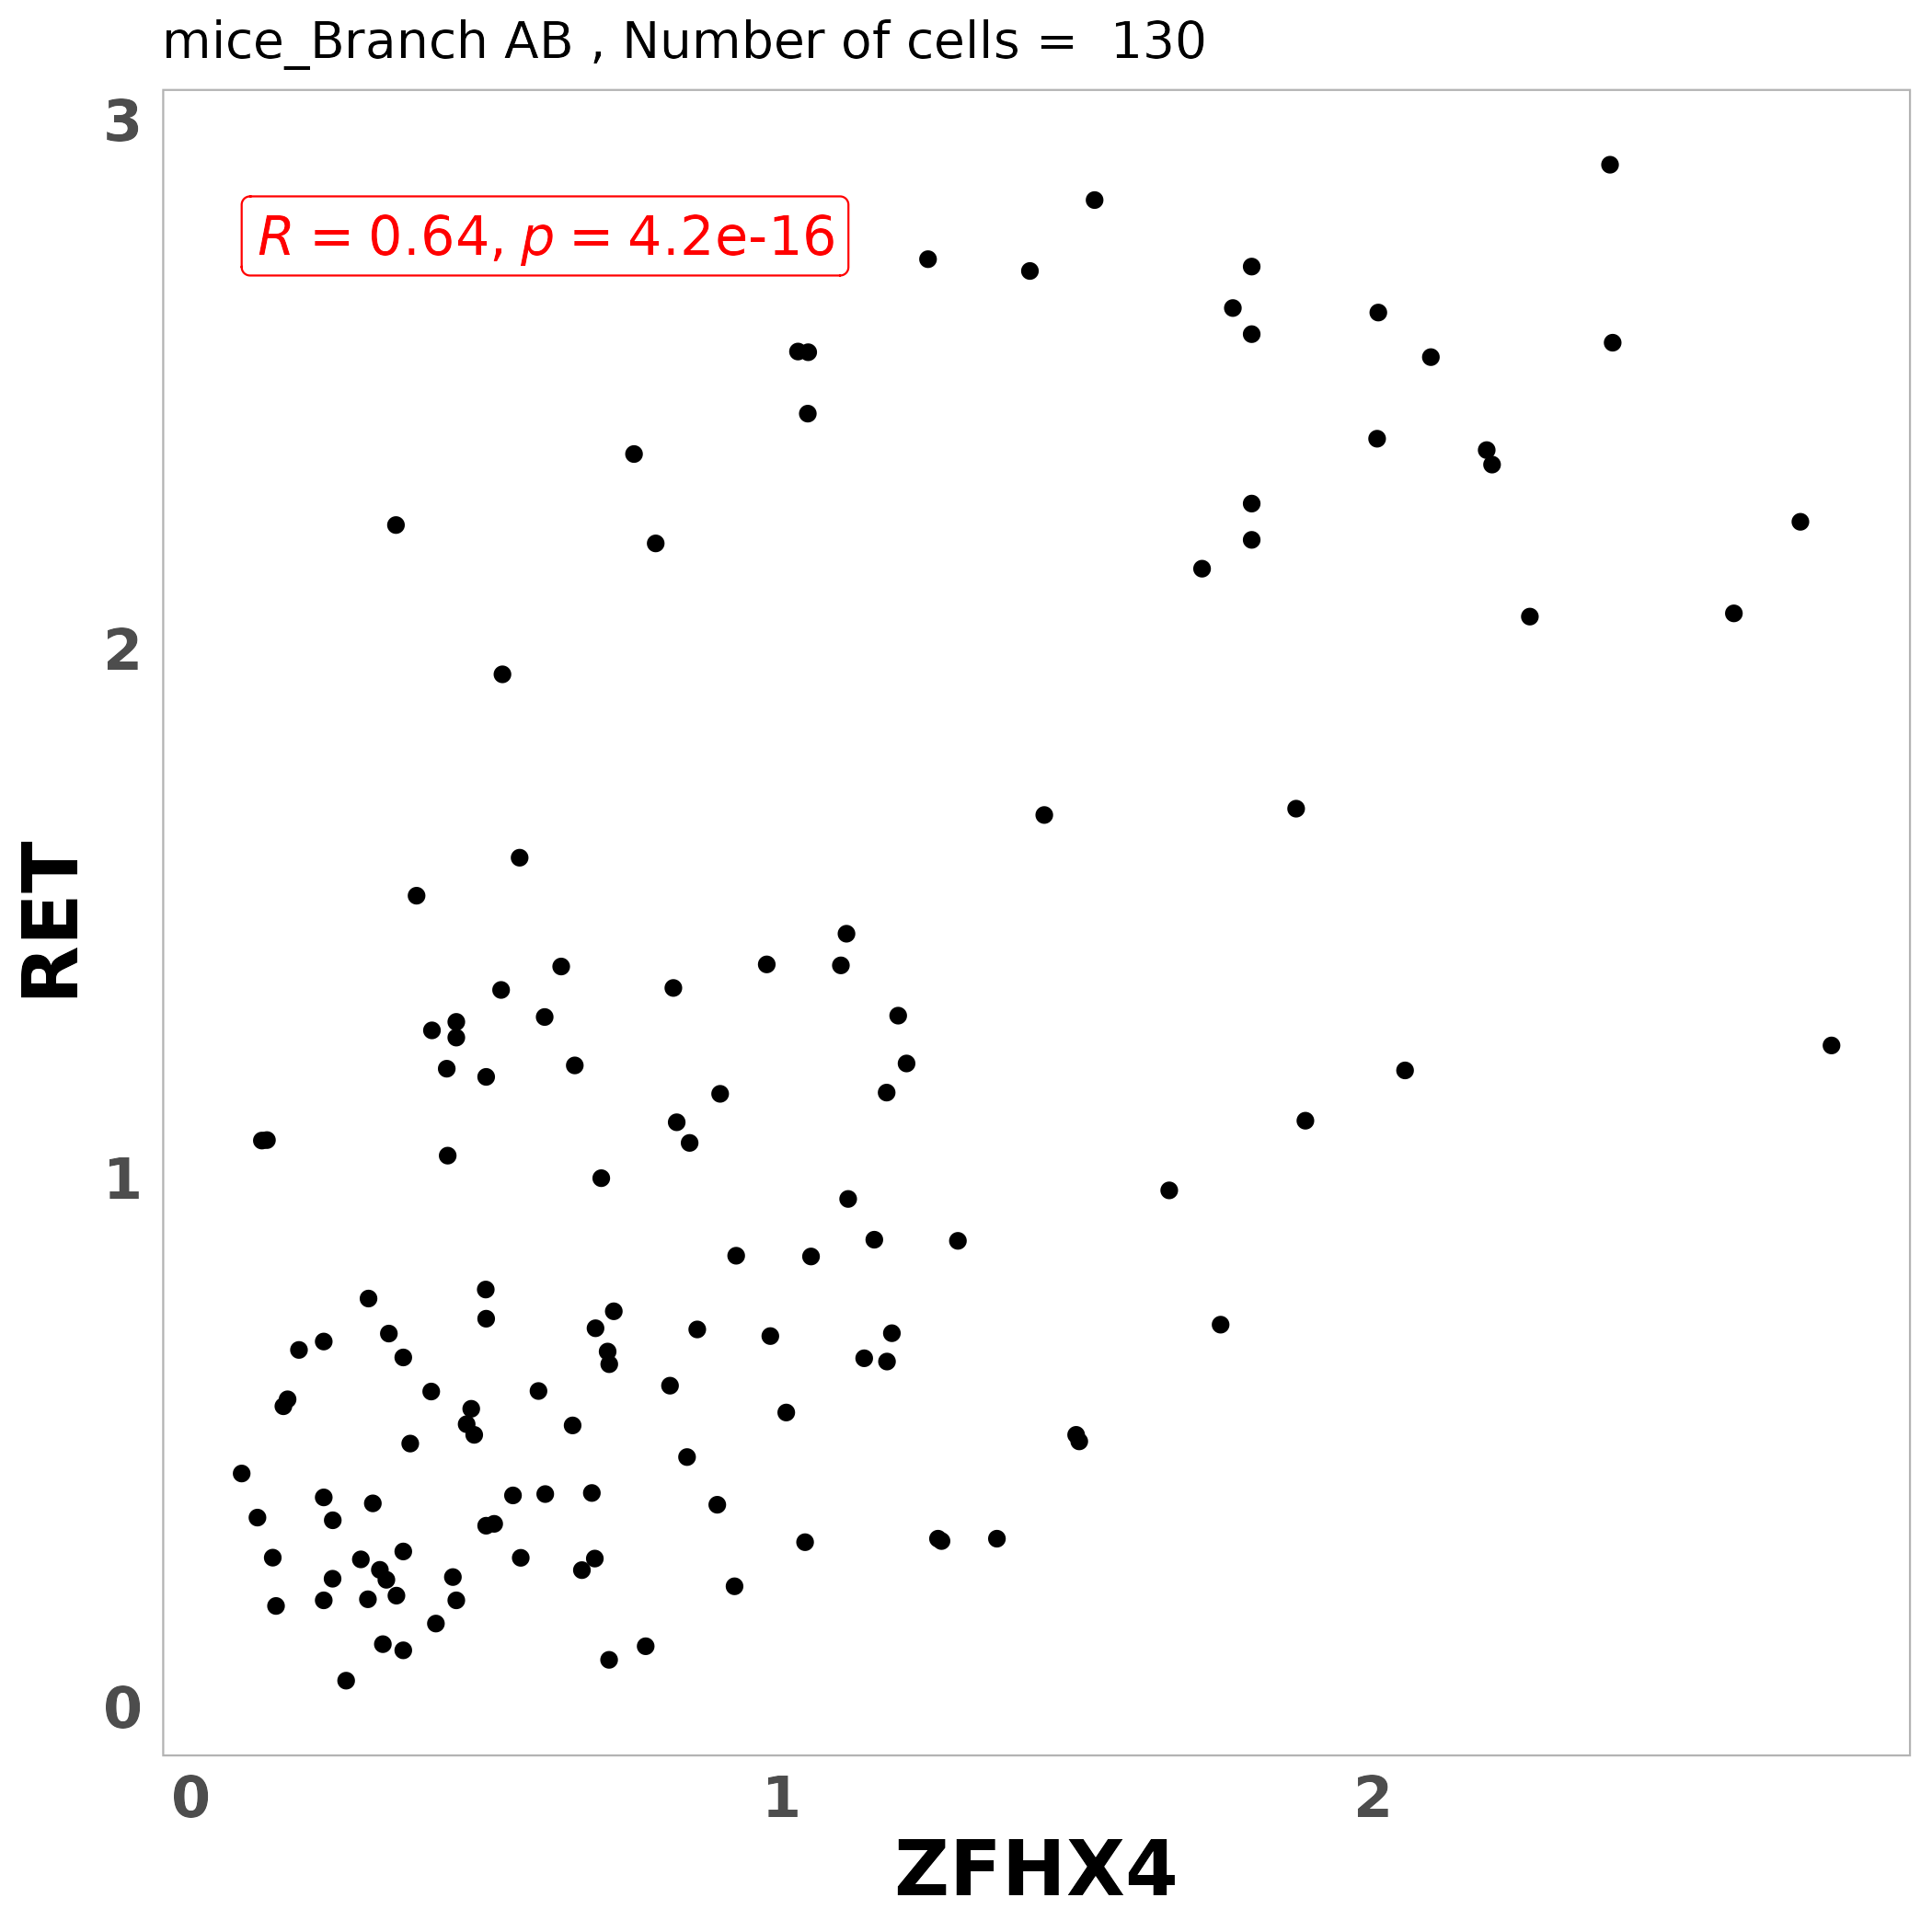 mice_Branch AB , Number of cells =  130
3
R = 0.64, p = 4.2e-16
2
RET
1
0
0 1 2
ZFHX4